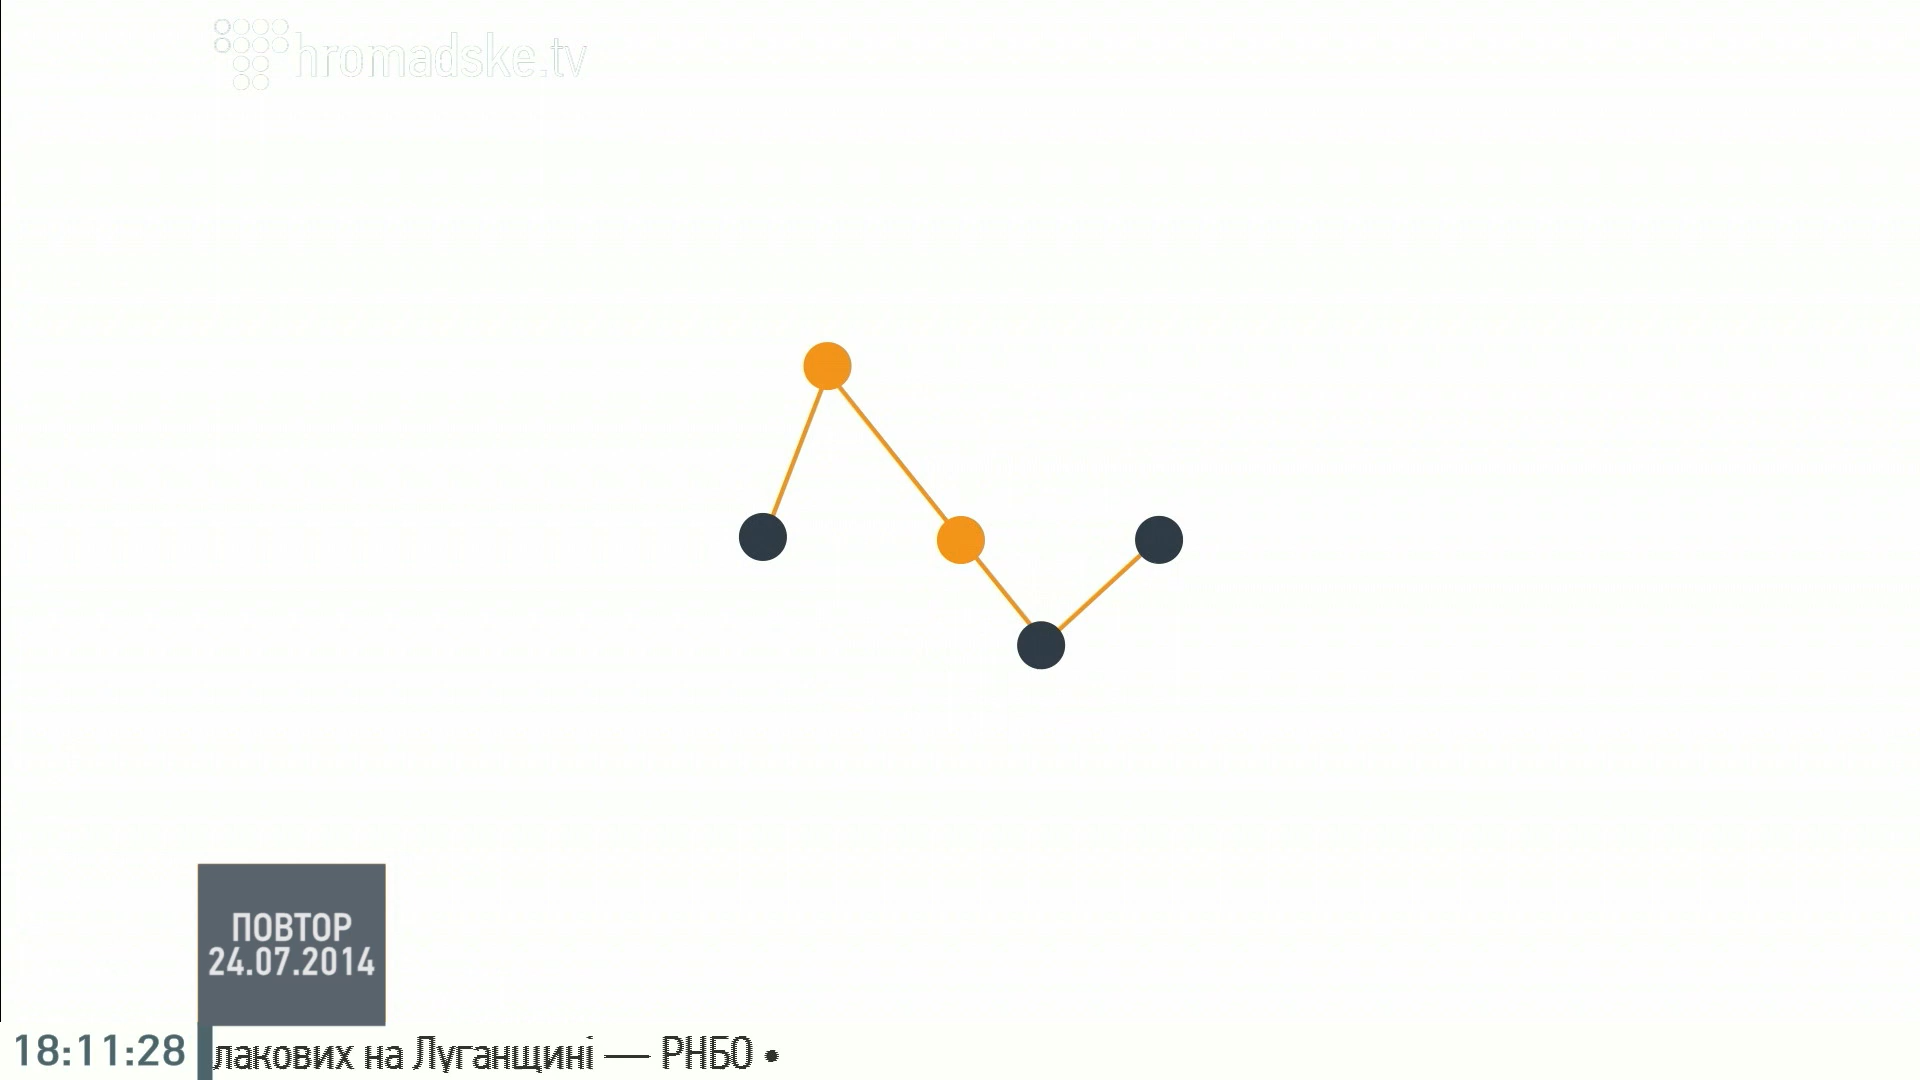 hromadske.tv
ПОВТОР
24.07.2014
18:11:28 лакових на Луганщині — РНБО •